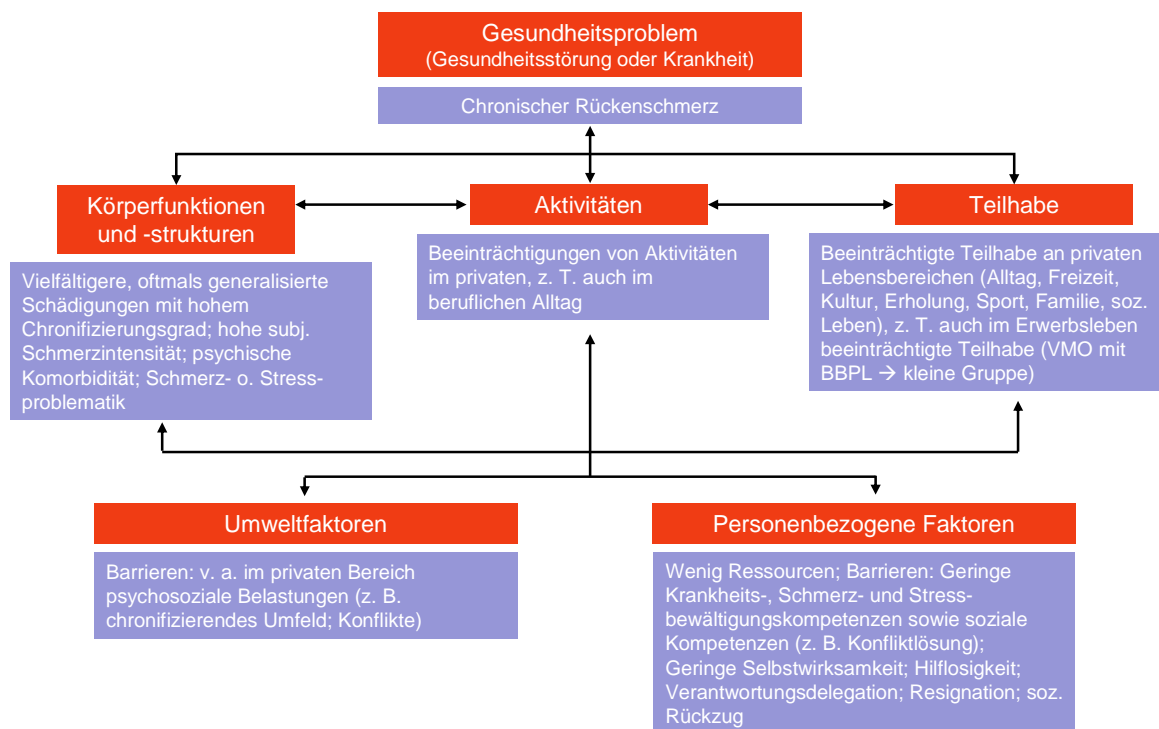 Gesundheitsproblem
(Gesundheitsstörung oder Krankheit)
Chronischer Rückenschmerz
Körperfunktionen
und -strukturen
Vielfältigere, oftmals generalisierte
Schädigungen mit hohem
Chronifizierungsgrad; hohe subj.
Schmerzintensität; psychische
Komorbidität; Schmerz- o. Stress-
problematik
Aktivitäten
Beeinträchtigungen von Aktivitäten
im privaten, z. T. auch im
beruflichen Alltag
Teilhabe
Beeinträchtigte Teilhabe an privaten
Lebensbereichen (Alltag, Freizeit,
Kultur, Erholung, Sport, Familie, soz.
Leben), z. T. auch im Erwerbsleben
beeinträchtigte Teilhabe (VMO mit
BBPL → kleine Gruppe)
Umweltfaktoren
Barrieren: v. a. im privaten Bereich
psychosoziale Belastungen (z. B.
chronifizierendes Umfeld; Konflikte)
Personenbezogene Faktoren
Wenig Ressourcen; Barrieren: Geringe
Krankheits-, Schmerz- und Stress-
bewältigungskompetenzen sowie soziale
Kompetenzen (z. B. Konfliktlösung);
Geringe Selbstwirksamkeit; Hilflosigkeit;
Verantwortungsdelegation; Resignation; soz.
Rückzug